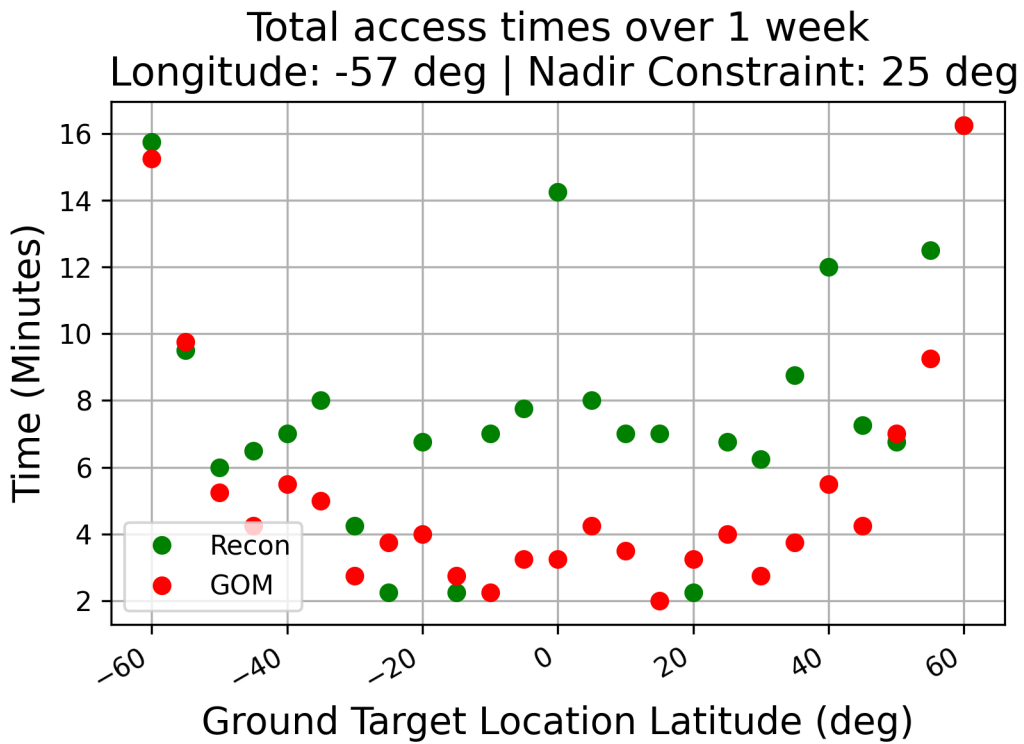 Total access times over 1 week
Longitude: -57 deg | Nadir Constraint: 25 deg
Time (Minutes)
16
14
12
10
8
6
4
2
Recon
GOM
−60
−40
−20
0
20
40
60
Ground Target Location Latitude (deg)